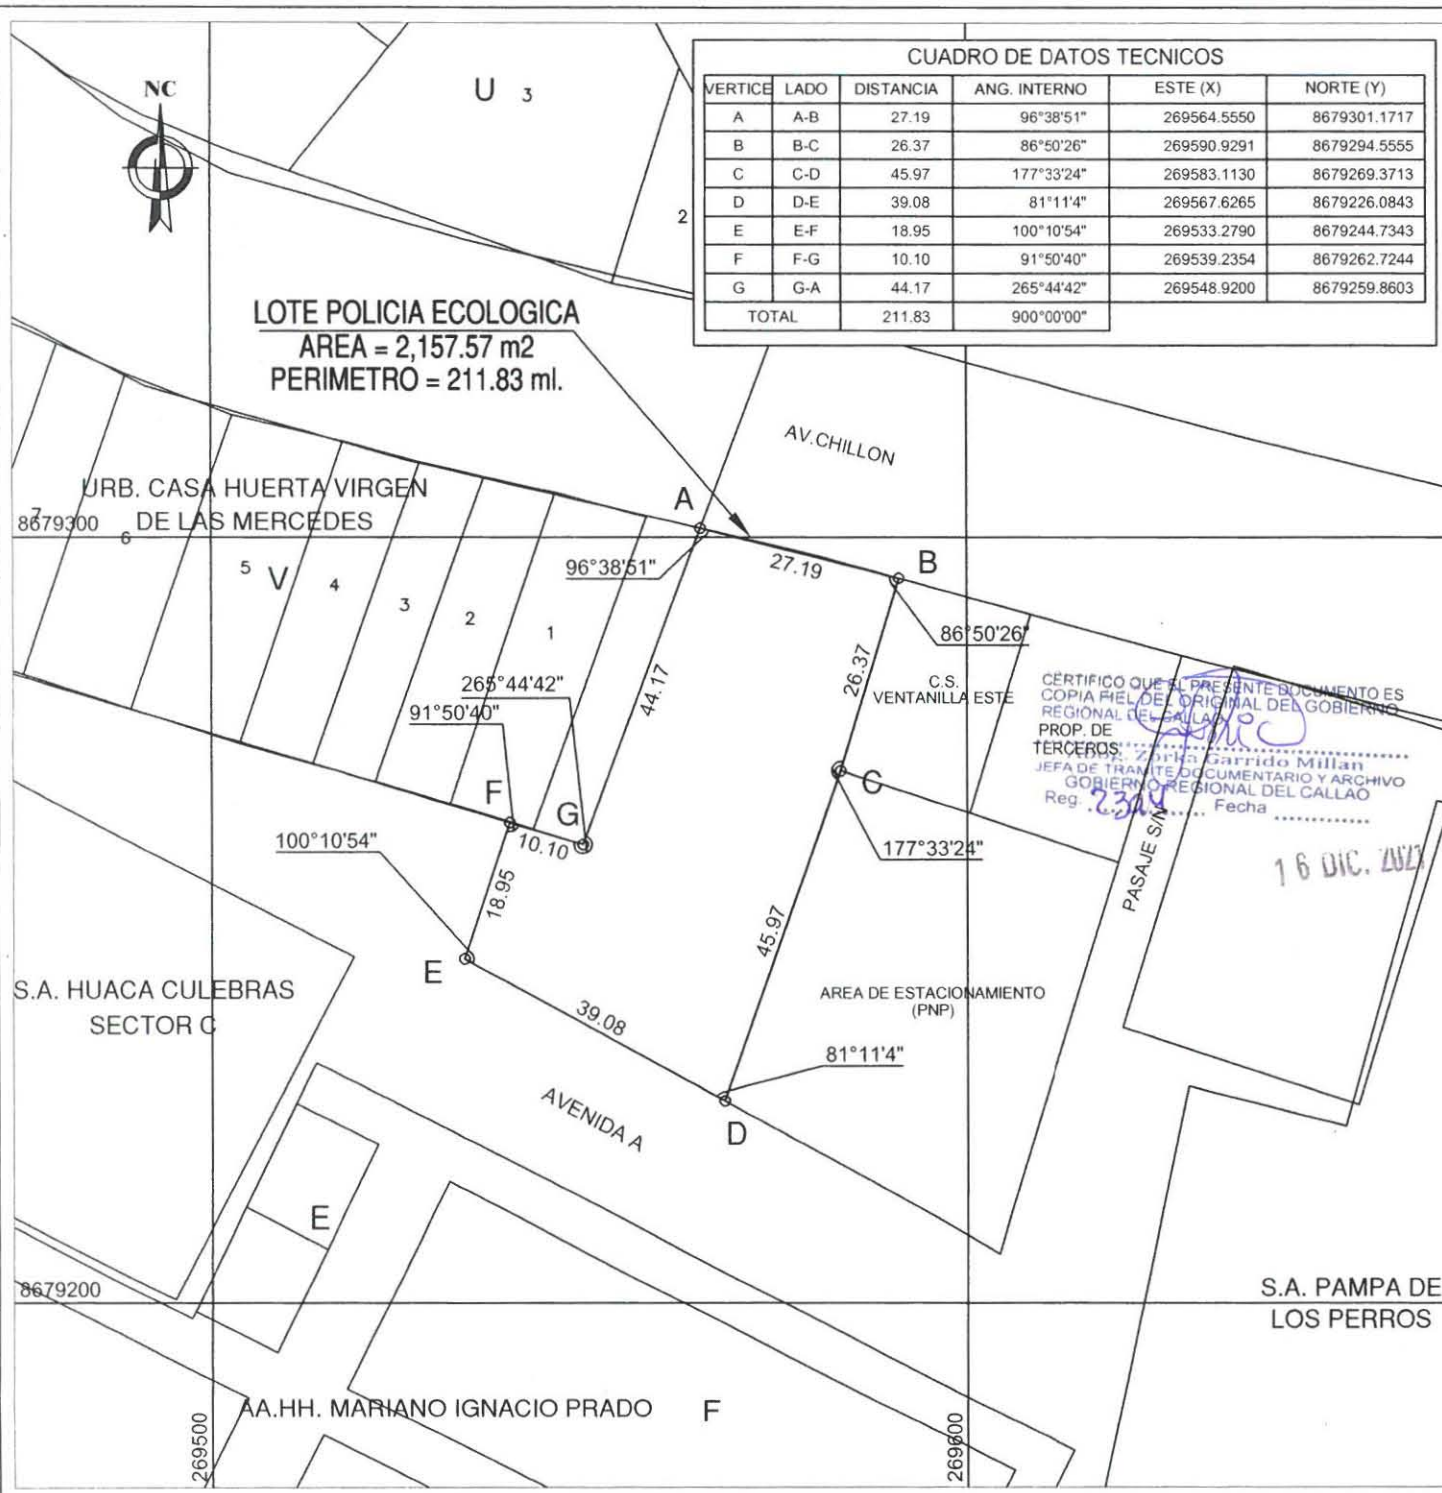 NC
U 3
2
CUADRO DE DATOS TECNICOS
VERTICE LADO DISTANCIA ANG. INTERNO ESTE (X) NORTE (Y)
A A-B 27.19 96°38'51" 269564.5550 8679301.1717
B B-C 26.37 86°50'26" 269590.9291 8679294.5555
C C-D 45.97 177°33'24" 269583.1130 8679269.3713
D D-E 39.08 81°11'4" 269567.6265 8679226.0843
E E-F 18.95 100°10'54" 269533.2790 8679244.7343
F F-G 10.10 91°50'40" 269539.2354 8679262.7244
G G-A 44.17 265°44'42" 269548.9200 8679259.8603
TOTAL 211.83 900°00'00"
LOTE POLICIA ECOLOGICA
AREA = 2,157.57 m2
PERIMETRO = 211.83 ml.
AV.CHILLON
URB. CASA HUERTA VIRGEN
DE LAS MERCEDES
8679300
7
6
5
V
4
3
2
1
A
96°38'51"
27.19
B
86°50'26"
26.37
C.S.
VENTANILLA ESTE
44.17
265°44'42"
91°50'40"
CERTIFICO QUE EL PRESENTE DOCUMENTO ES
COPIA FIEL DEL ORIGINAL DEL GOBIERNO
REGIONAL DEL CALLAO
PROP. DE
TERCEROS
Zorka Garrido Millan
JEFA DE TRAMITE DOCUMENTARIO Y ARCHIVO
GOBIERNO REGIONAL DEL CALLAO
Reg. 2324 Fecha
16 DIC. 2021
PASAJE S/N
C
177°33'24"
F
G
10.10
100°10'54"
18.95
45.97
E
39.08
S.A. HUACA CULEBRAS
SECTOR C
AREA DE ESTACIONAMIENTO
(PNP)
81°11'4"
D
AVENIDA A
E
8679200
S.A. PAMPA DE
LOS PERROS
AA.HH. MARIANO IGNACIO PRADO
F
269500
269600